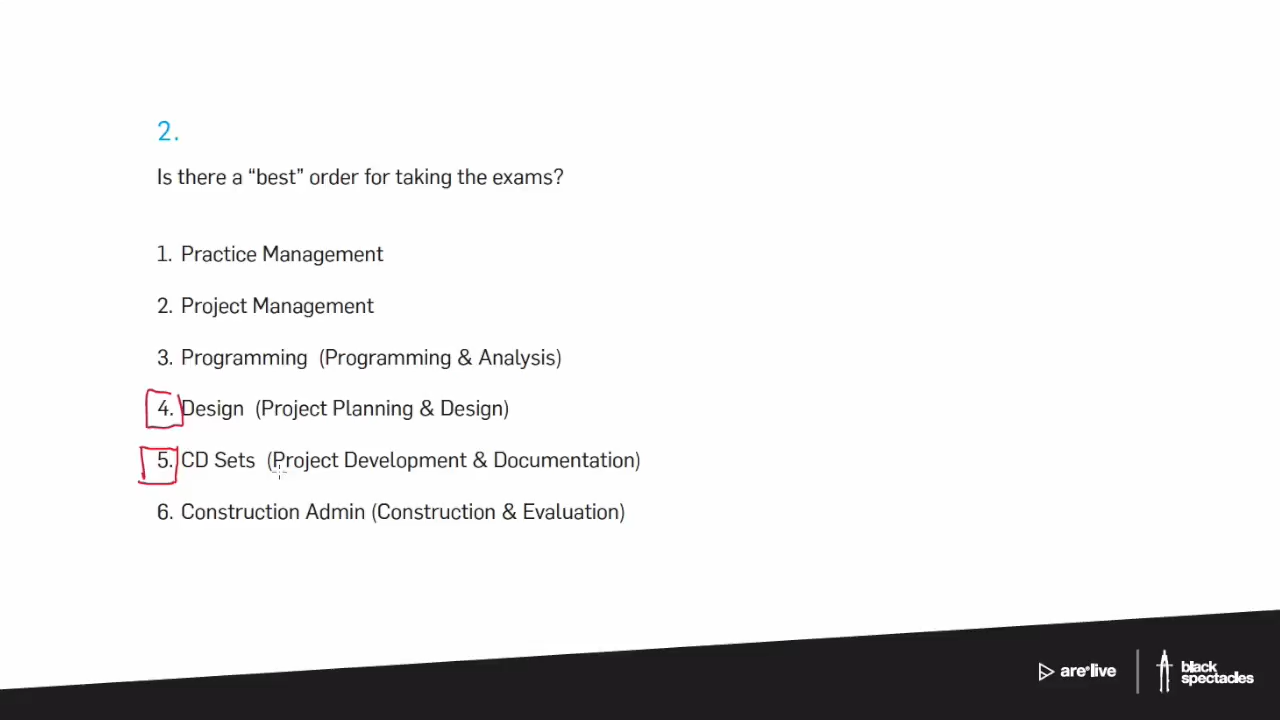 2.
Is there a “best” order for taking the exams?
1. Practice Management
2. Project Management
3. Programming (Programming & Analysis)
4. Design (Project Planning & Design)
5. CD Sets (Project Development & Documentation)
6. Construction Admin (Construction & Evaluation)
are*live
black
spectacles